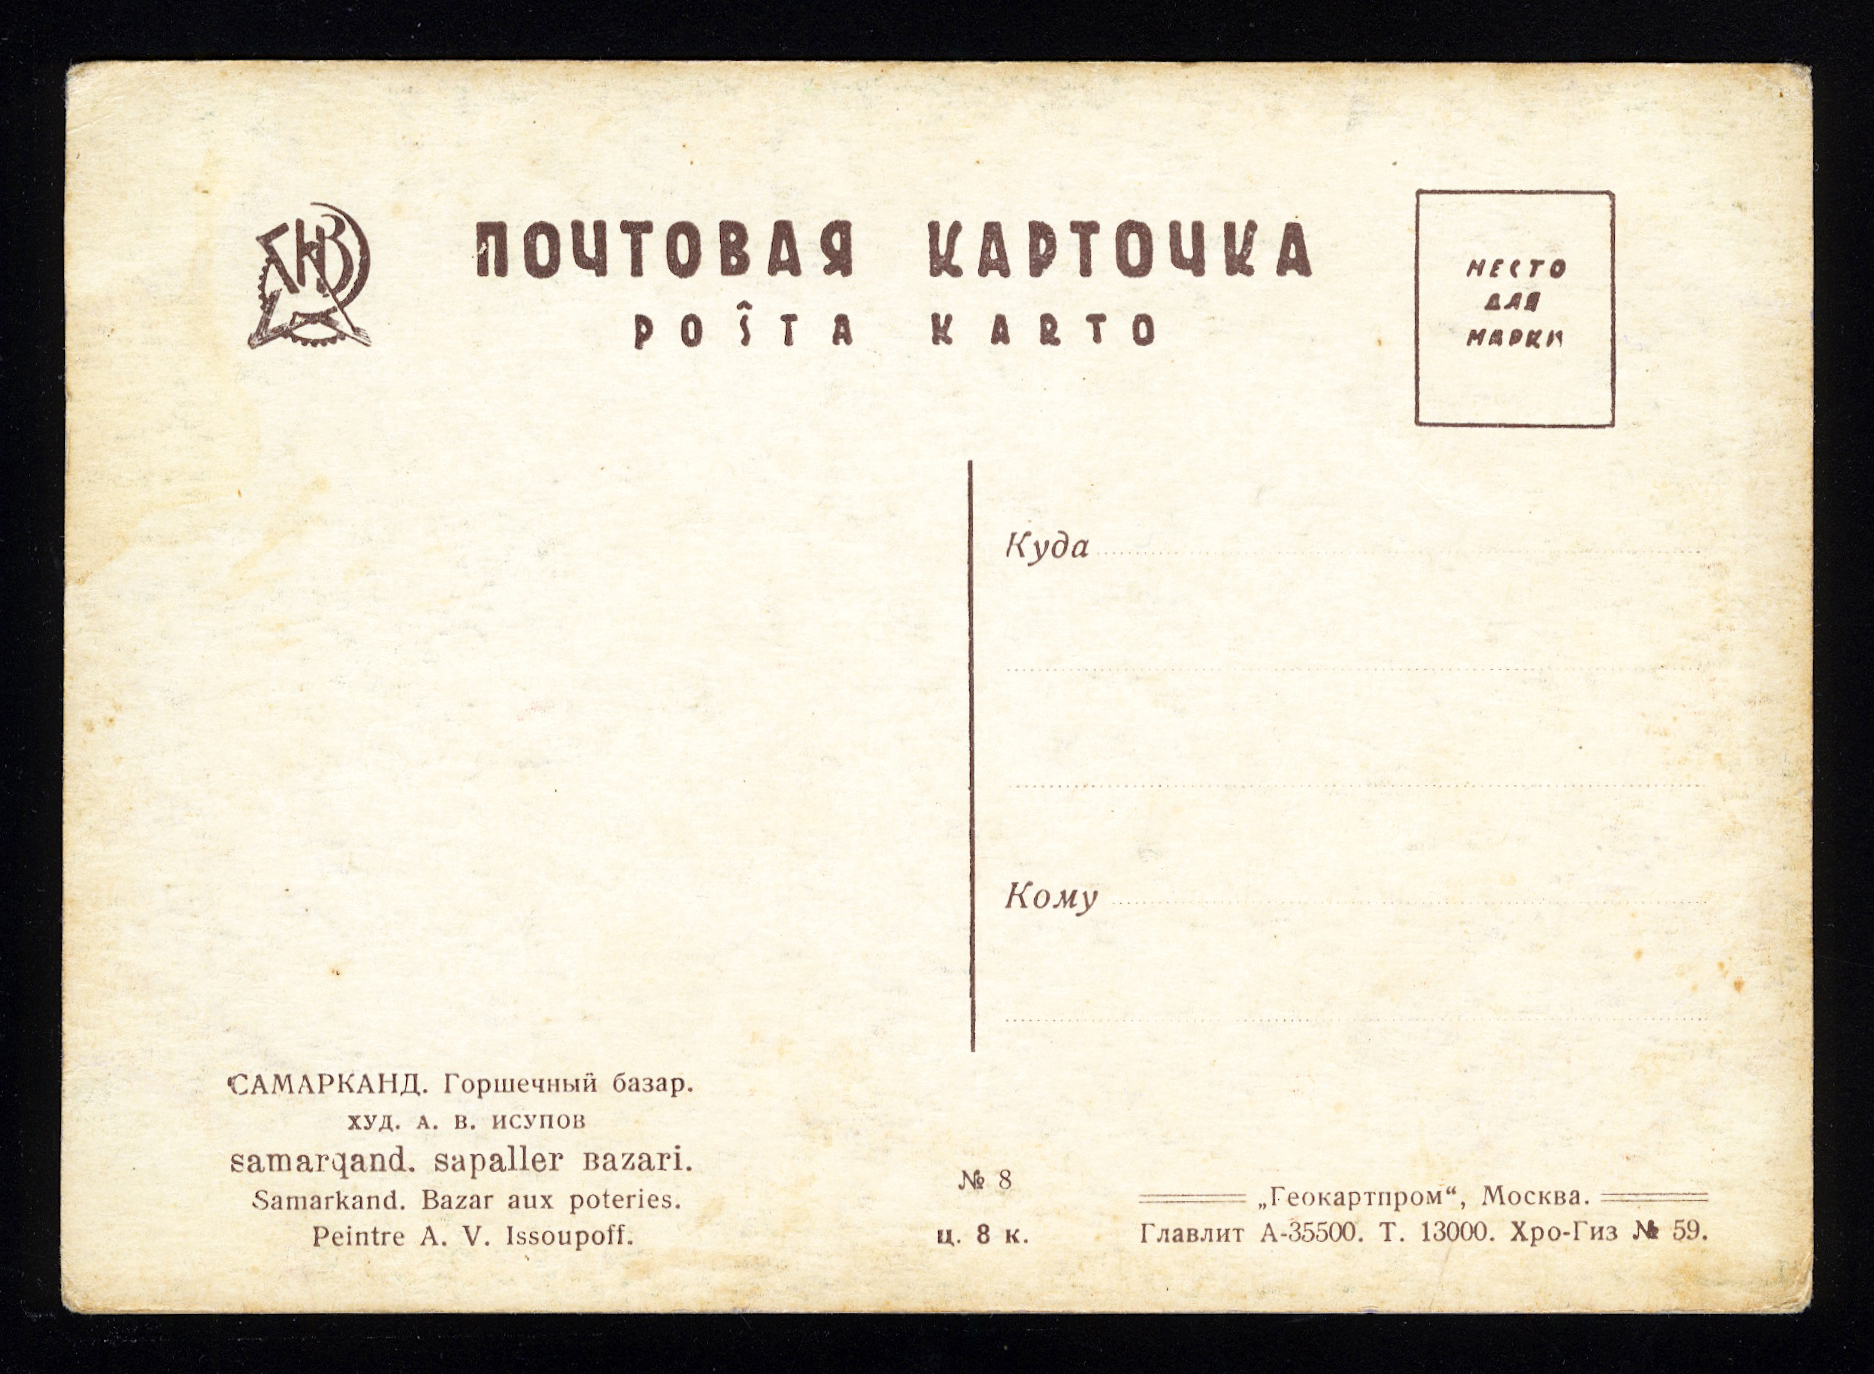 ПОЧТОВАЯ КАРТОЧКА
POŜTA KARTO
МЕСТО
ДЛЯ
МАРКИ
Куда
Кому
САМАРКАНД. Горшечный базар.
ХУД. А. В. ИСУПОВ
samarqand. sapaller ʙazari.
Samarkand. Bazar aux poteries.
Peintre A. V. Issoupoff.
№ 8
ц. 8 к.
„Геокартпром“, Москва.
Главлит А-35500. Т. 13000. Хро-Гиз № 59.